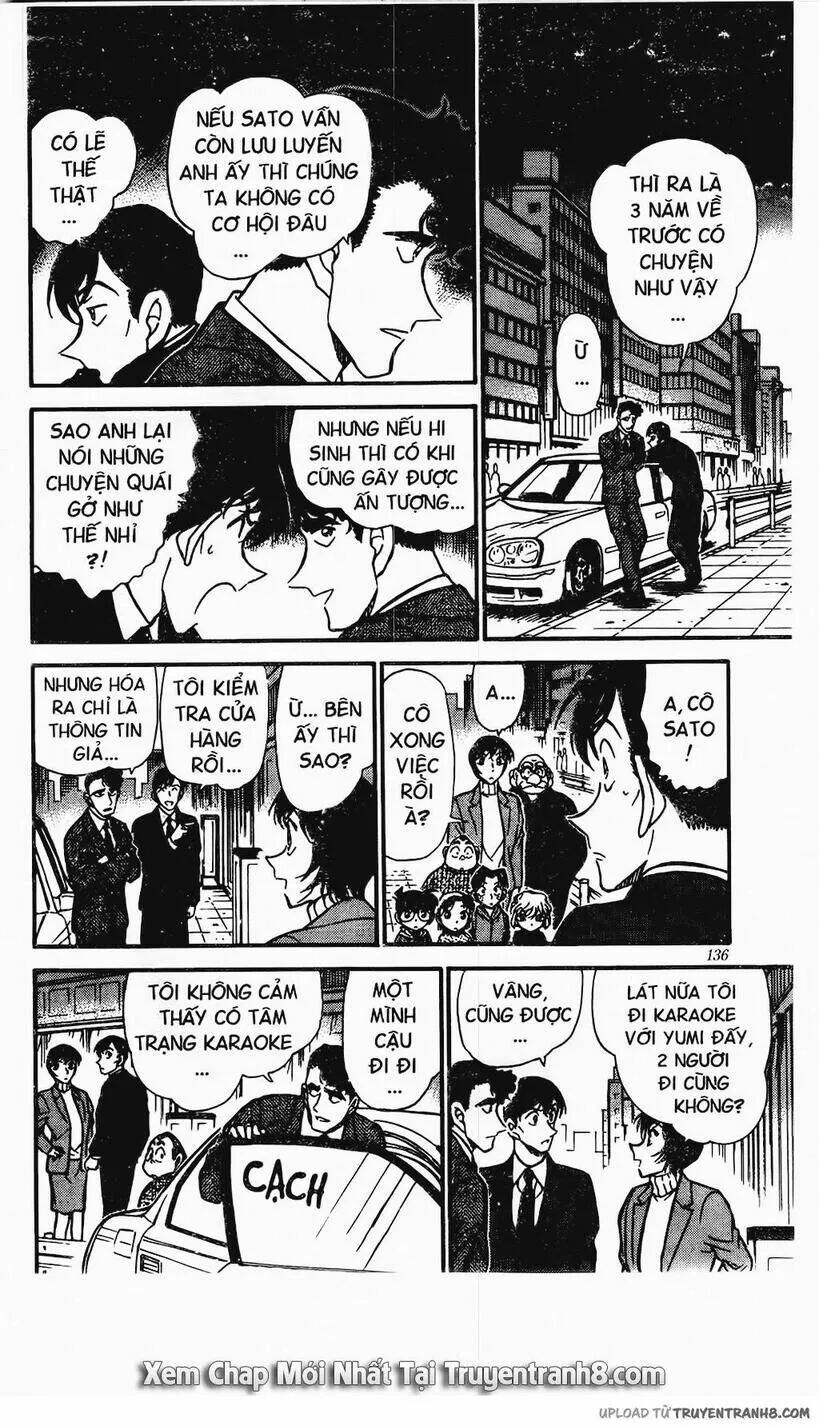 THÌ RA LÀ
3 NĂM VỀ
TRƯỚC CÓ
CHUYỆN
NHƯ VẬY
...
Ừ
...
NẾU SATO VẪN
CÒN LƯU LUYẾN
ANH ẤY THÌ CHÚNG
TA KHÔNG CÓ
CƠ HỘI ĐÂU
...
CÓ LẼ
THẾ
THẬT
...
NHƯNG NẾU HI
SINH THÌ CÓ KHI
CŨNG GÂY ĐƯỢC
ẤN TƯỢNG...
SAO ANH LẠI
NÓI NHỮNG
CHUYỆN QUÁI
GỞ NHƯ
THẾ NHỈ
?!
A, CÔ
SATO
!
A...
CÔ
XONG
VIỆC
RỒI
À?
Ừ... BÊN
ẤY THÌ
SAO?
TÔI KIỂM
TRA CỬA
HÀNG
RỒI...
NHƯNG HÓA
RA CHỈ LÀ
THÔNG TIN
GIẢ...
136
LÁT NỮA TÔI
ĐI KARAOKE
VỚI YUMI ĐẤY,
2 NGƯỜI
ĐI CÙNG
KHÔNG?
VÂNG,
CŨNG ĐƯỢC
...
MỘT
MÌNH
CẬU
ĐI ĐI
...
TÔI KHÔNG CẢM
THẤY CÓ TÂM
TRẠNG KARAOKE
...
CẠCH
Xem Chap Mới Nhất Tại Truyentranh8.com
UPLOAD TỪ TRUYENTRANH8.COM